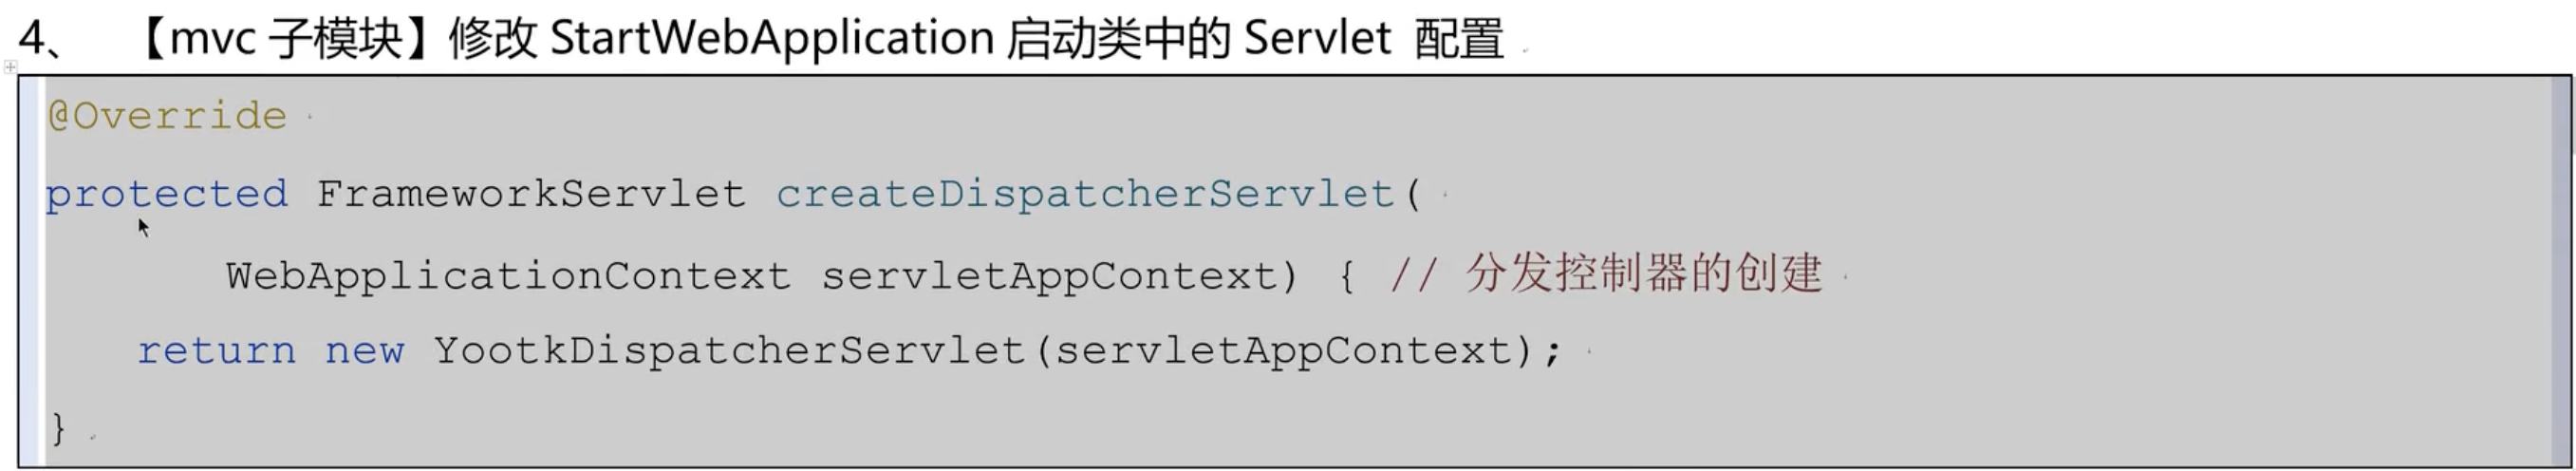 4、 【mvc 子模块】修改 StartWebApplication 启动类中的 Servlet 配置
@Override
protected FrameworkServlet createDispatcherServlet(
WebApplicationContext servletAppContext) { // 分发控制器的创建
return new YootkDispatcherServlet(servletAppContext);
}